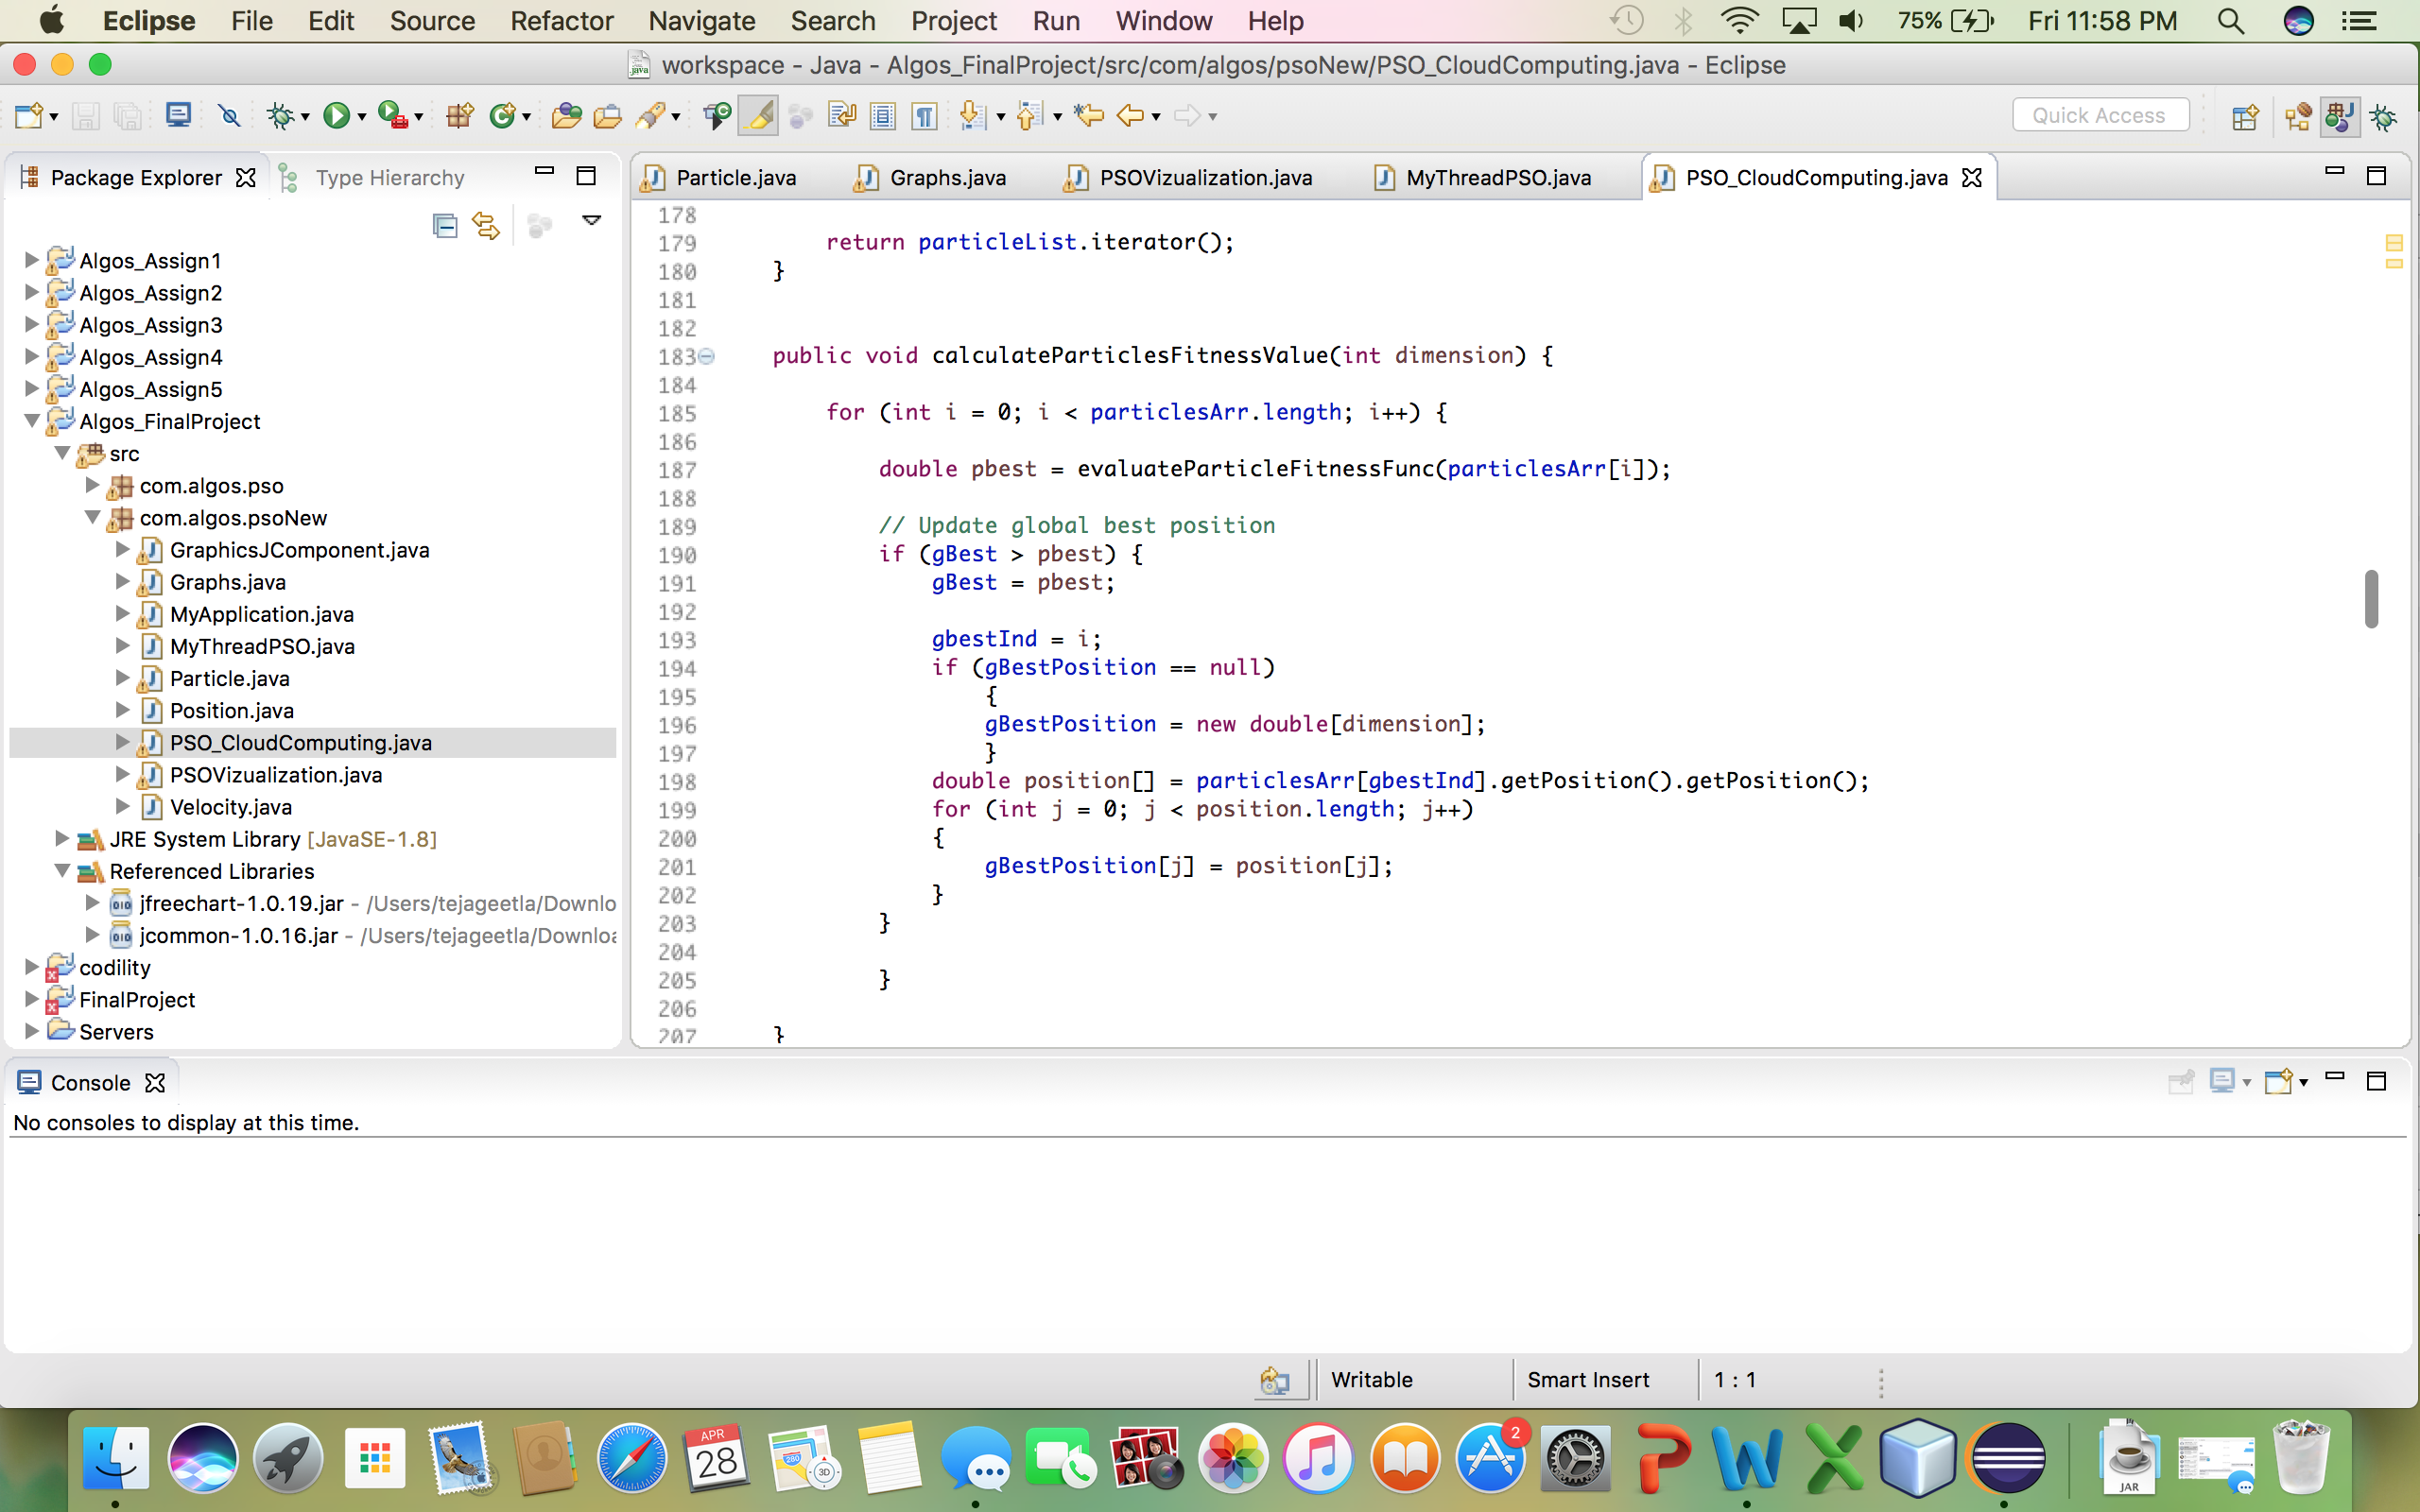 Eclipse File Edit Source Refactor Navigate Search Project Run Window Help 75% Fri 11:58 PM
workspace - Java - Algos_FinalProject/src/com/algos/psoNew/PSO_CloudComputing.java - Eclipse
Quick Access
Package Explorer Type Hierarchy
Algos_Assign1
Algos_Assign2
Algos_Assign3
Algos_Assign4
Algos_Assign5
Algos_FinalProject
src
com.algos.pso
com.algos.psoNew
GraphicsJComponent.java
Graphs.java
MyApplication.java
MyThreadPSO.java
Particle.java
Position.java
PSO_CloudComputing.java
PSOVizualization.java
Velocity.java
JRE System Library [JavaSE-1.8]
Referenced Libraries
jfreechart-1.0.19.jar - /Users/tejageetla/Downlo
jcommon-1.0.16.jar - /Users/tejageetla/Downloa
codility
FinalProject
Servers
Particle.java Graphs.java PSOVizualization.java MyThreadPSO.java PSO_CloudComputing.java
178
179 return particleList.iterator();
180 }
181
182
183 public void calculateParticlesFitnessValue(int dimension) {
184
185 for (int i = 0; i < particlesArr.length; i++) {
186
187 double pbest = evaluateParticleFitnessFunc(particlesArr[i]);
188
189 // Update global best position
190 if (gBest > pbest) {
191 gBest = pbest;
192
193 gbestInd = i;
194 if (gBestPosition == null)
195 {
196 gBestPosition = new double[dimension];
197 }
198 double position[] = particlesArr[gbestInd].getPosition().getPosition();
199 for (int j = 0; j < position.length; j++)
200 {
201 gBestPosition[j] = position[j];
202 }
203 }
204
205 }
206
207 }
Console
No consoles to display at this time.
Writable Smart Insert 1 : 1
APR
28
280
3D
2
JAR